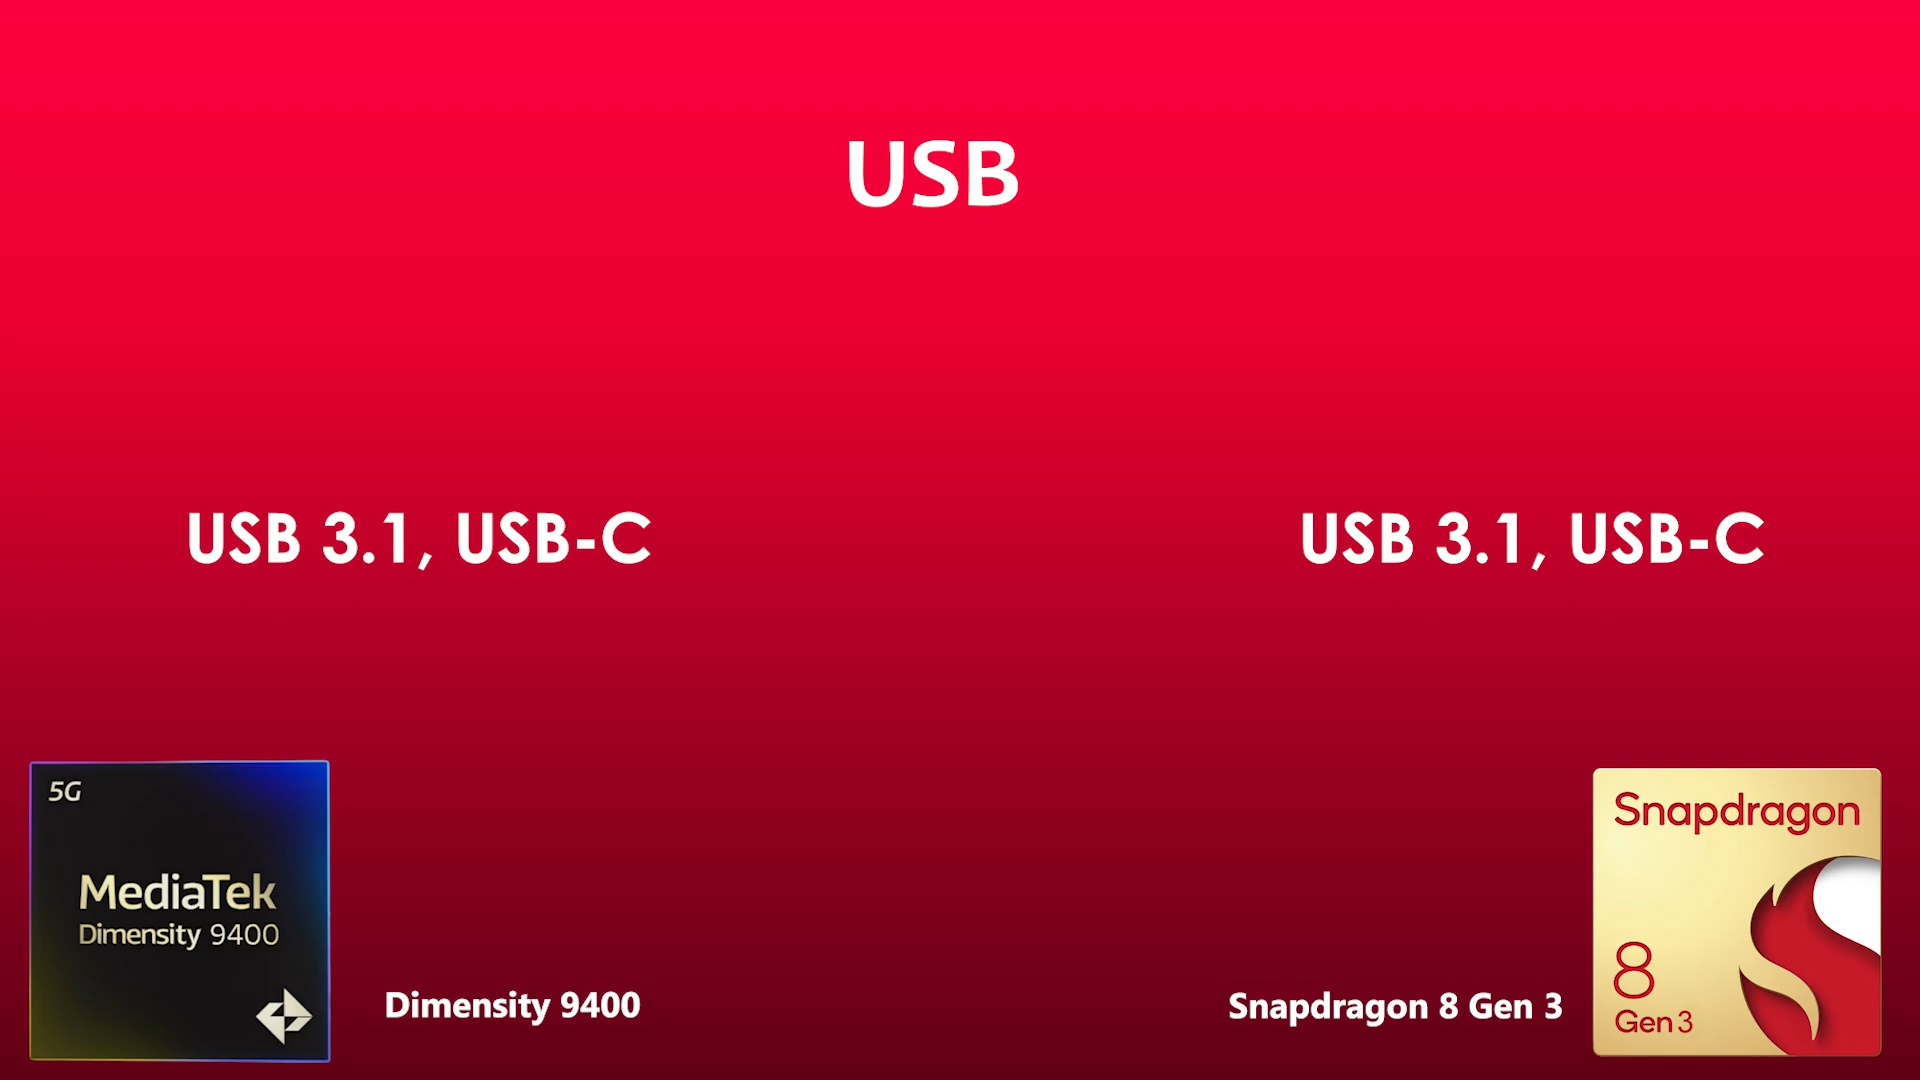 USB
USB 3.1, USB-C
USB 3.1, USB-C
5G
MediaTek
Dimensity 9400
Dimensity 9400
Snapdragon 8 Gen 3
Snapdragon
8
Gen 3